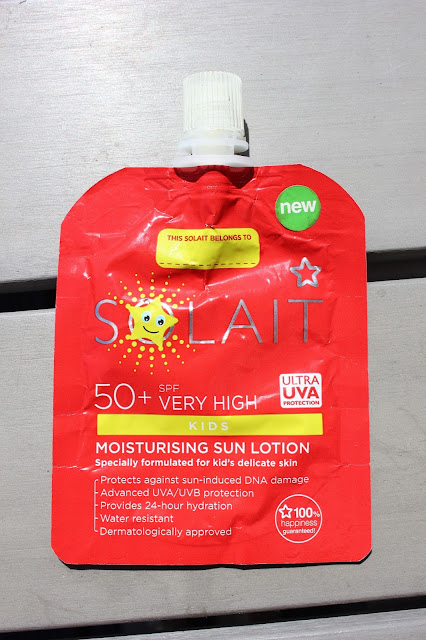 new
THIS SOLAIT BELONGS TO
SOLAIT
50+ SPF VERY HIGH
ULTRA
UVA
PROTECTION
KIDS
MOISTURISING SUN LOTION
Specially formulated for kid's delicate skin
Protects against sun-induced DNA damage
Advanced UVA/UVB protection
Provides 24-hour hydration
Water resistant
Dermatologically approved
100%
happiness
guaranteed!